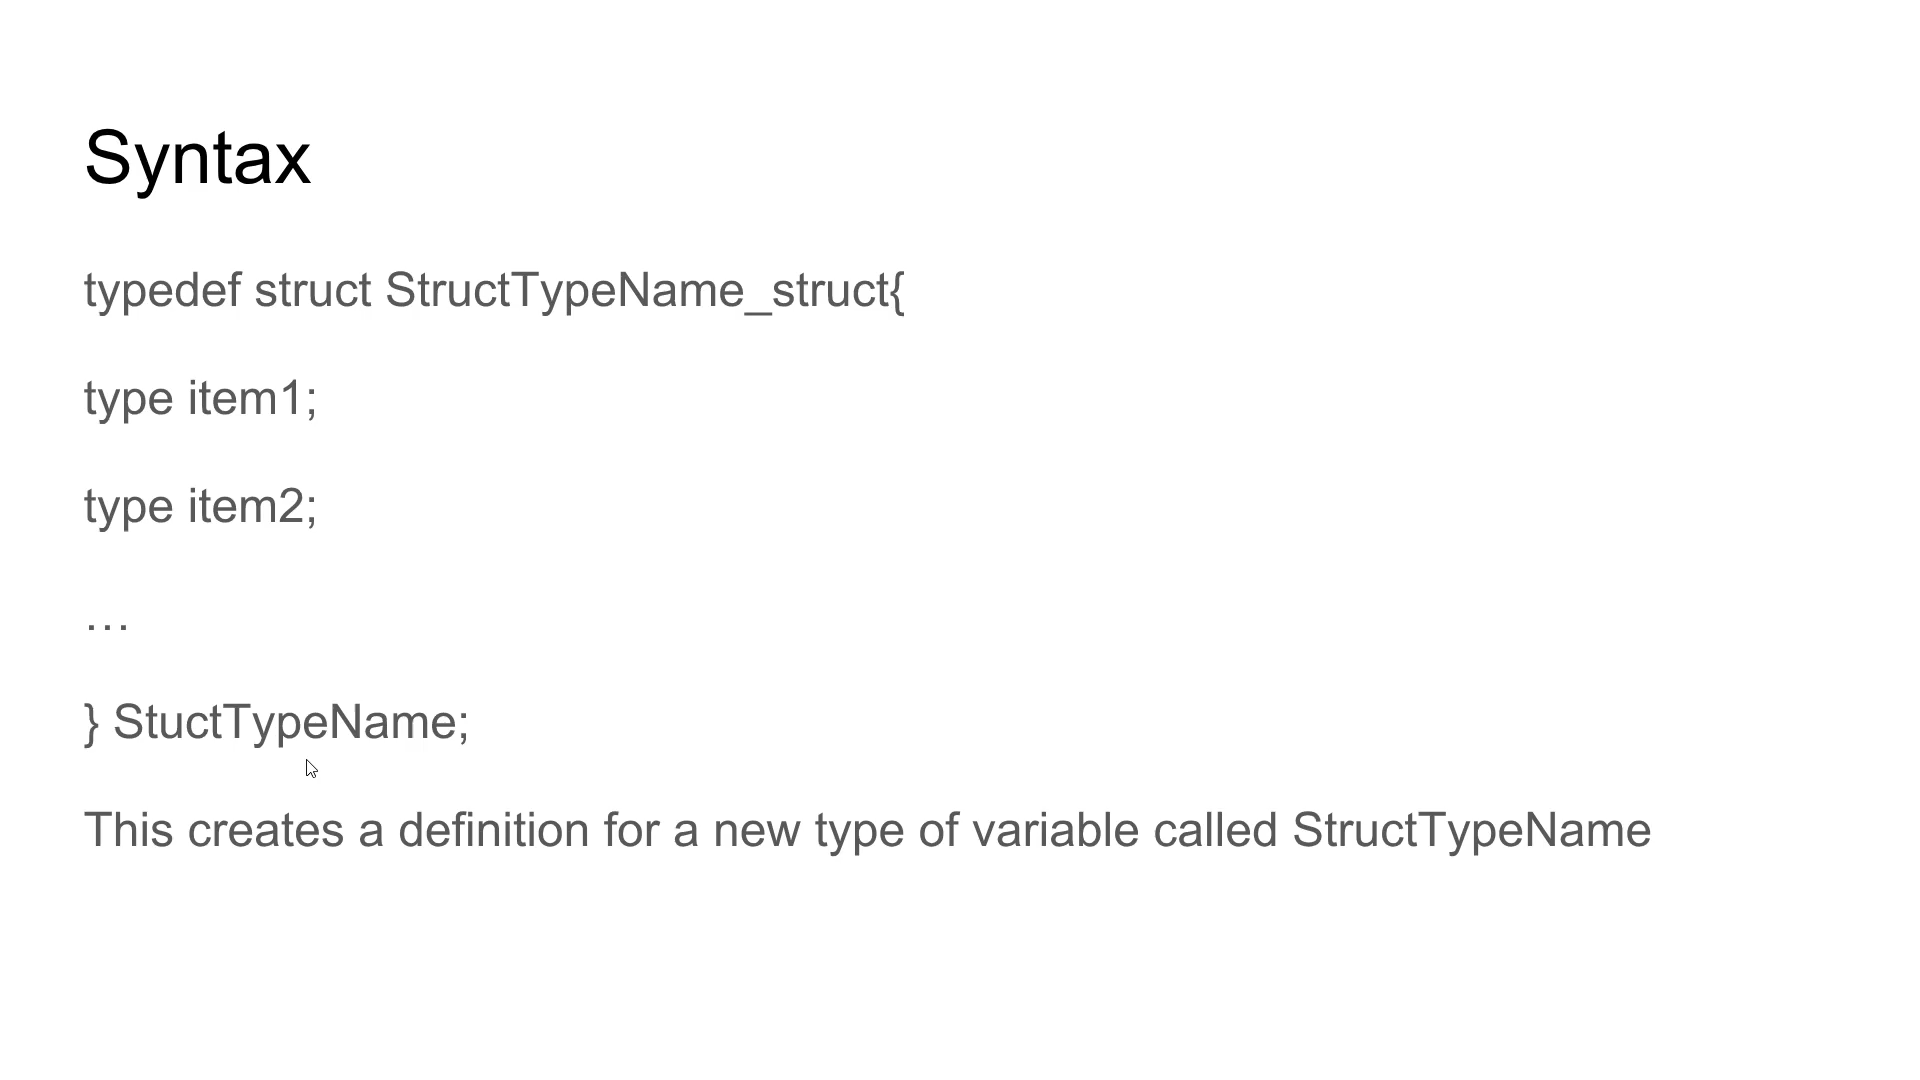 Syntax
typedef struct StructTypeName_struct{
type item1;
type item2;
…
} StuctTypeName;
This creates a definition for a new type of variable called StructTypeName